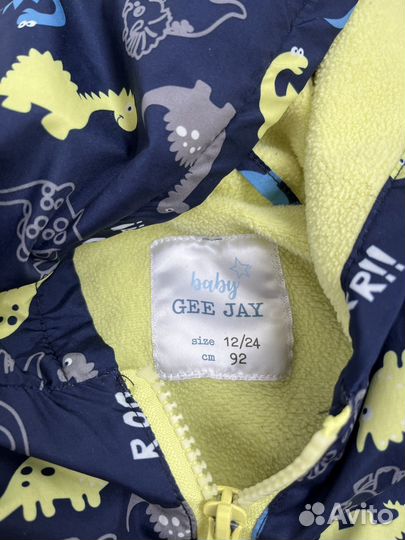 baby
GEE JAY
size 12/24
cm 92
R!!
Avito